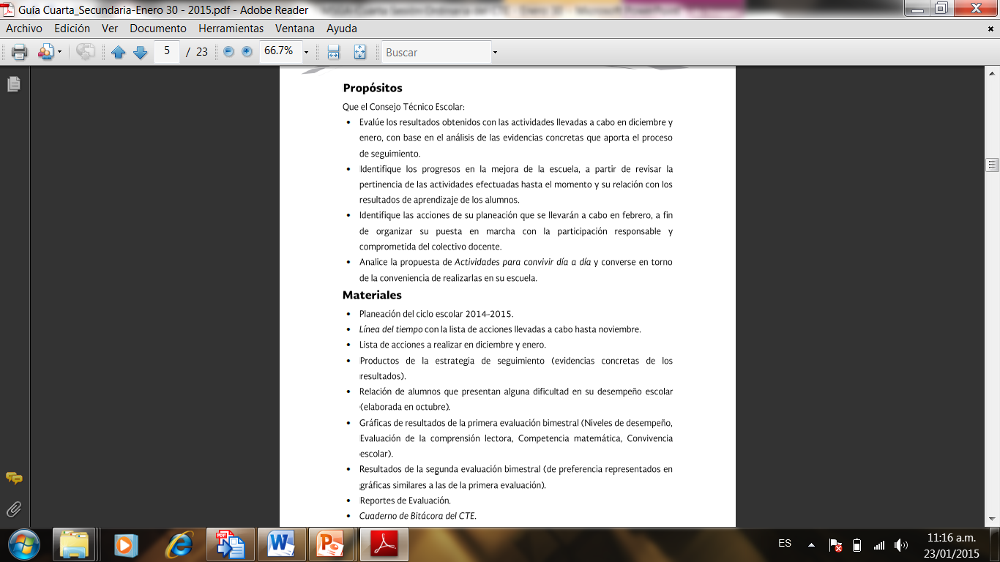 Guía Cuarta_Secundaria-Enero 30 - 2015.pdf - Adobe Reader
Archivo Edición Ver Documento Herramientas Ventana Ayuda
5 / 23 66.7% Buscar
Propósitos
Que el Consejo Técnico Escolar:
• Evalúe los resultados obtenidos con las actividades llevadas a cabo en diciembre y
enero, con base en el análisis de las evidencias concretas que aporta el proceso
de seguimiento.
• Identifique los progresos en la mejora de la escuela, a partir de revisar la
pertinencia de las actividades efectuadas hasta el momento y su relación con los
resultados de aprendizaje de los alumnos.
• Identifique las acciones de su planeación que se llevarán a cabo en febrero, a fin
de organizar su puesta en marcha con la participación responsable y
comprometida del colectivo docente.
• Analice la propuesta de Actividades para convivir día a día y converse en torno
de la conveniencia de realizarlas en su escuela.
Materiales
• Planeación del ciclo escolar 2014-2015.
• Línea del tiempo con la lista de acciones llevadas a cabo hasta noviembre.
• Lista de acciones a realizar en diciembre y enero.
• Productos de la estrategia de seguimiento (evidencias concretas de los
resultados).
• Relación de alumnos que presentan alguna dificultad en su desempeño escolar
(elaborada en octubre).
• Gráficas de resultados de la primera evaluación bimestral (Niveles de desempeño,
Evaluación de la comprensión lectora, Competencia matemática, Convivencia
escolar).
• Resultados de la segunda evaluación bimestral (de preferencia representados en
gráficas similares a las de la primera evaluación).
• Reportes de Evaluación.
• Cuaderno de Bitácora del CTE.
ES
11:16 a.m.
23/01/2015